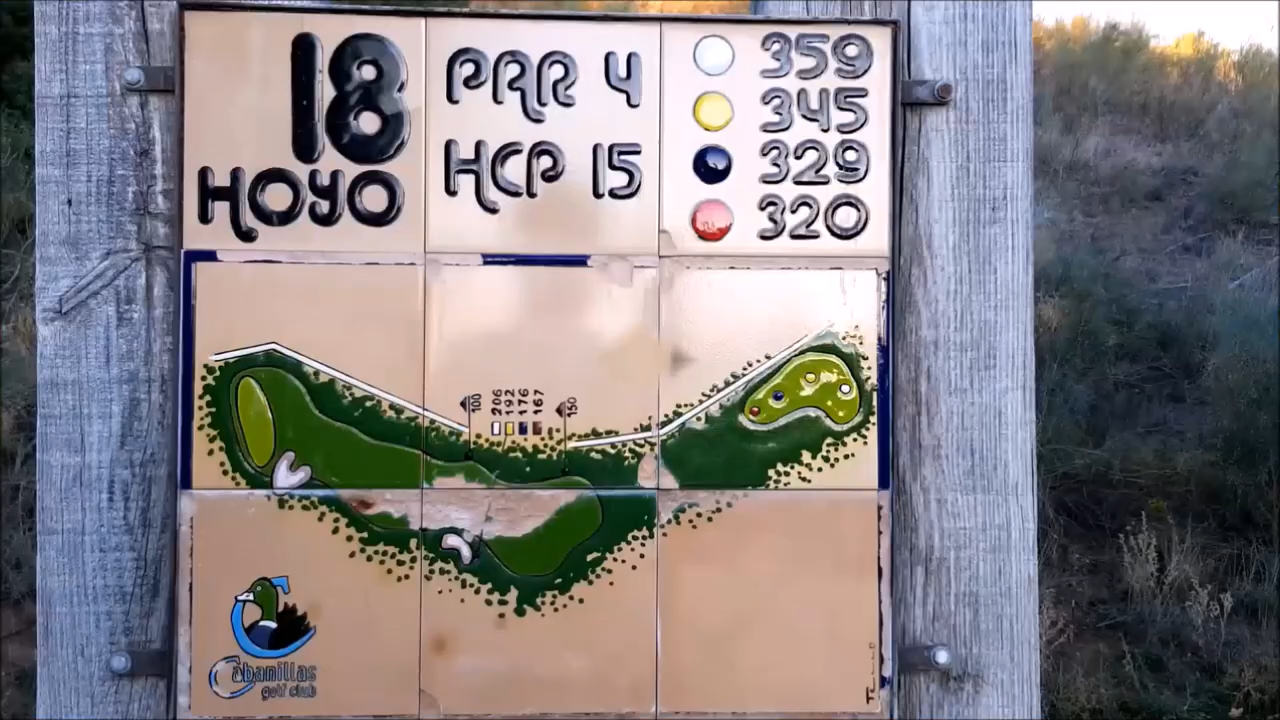 18
HOYO
PAR 4
HCP 15
359
345
329
320
100
206
192
176
167
150
Cabanillas
golf club